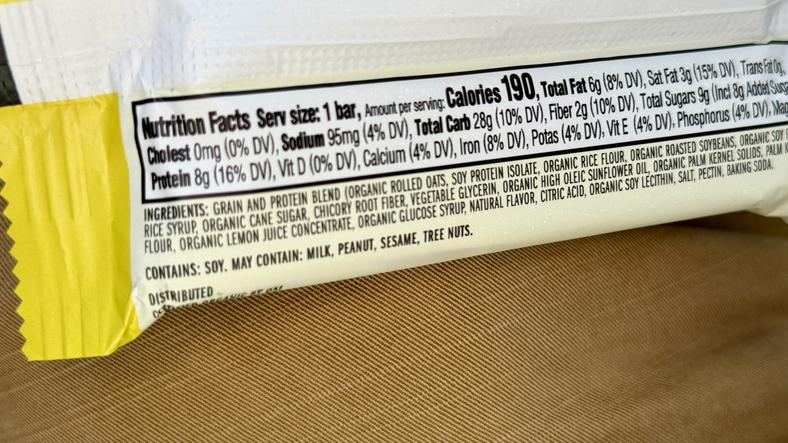 Nutrition Facts Serv size: 1 bar, Amount per serving: Calories 190, Total Fat 6g (8% DV), Sat Fat 3g (15% DV), Trans Fat 0g,
Cholest 0mg (0% DV), Sodium 95mg (4% DV), Total Carb 28g (10% DV), Fiber 2g (10% DV), Total Sugars 9g (Incl 8g Added
Protein 8g (16% DV), Vit D (0% DV), Calcium (4% DV), Iron (8% DV), Potas (4% DV), Vit E (4% DV), Phosphorus (4% DV),
INGREDIENTS: GRAIN AND PROTEIN BLEND (ORGANIC ROLLED OATS, SOY PROTEIN ISOLATE, ORGANIC RICE FLOUR, ORGANIC ROASTED SOYBEANS, ORGANIC SOY
RICE SYRUP, ORGANIC CANE SUGAR, CHICORY ROOT FIBER, VEGETABLE GLYCERIN, ORGANIC HIGH OLEIC SUNFLOWER OIL, ORGANIC PALM KERNEL SOLIDS, PALM
FLOUR, ORGANIC LEMON JUICE CONCENTRATE, ORGANIC GLUCOSE SYRUP, NATURAL FLAVOR, CITRIC ACID, ORGANIC SOY LECITHIN, SALT, PECTIN, BAKING SODA.
CONTAINS: SOY. MAY CONTAIN: MILK, PEANUT, SESAME, TREE NUTS.
DISTRIBUTED